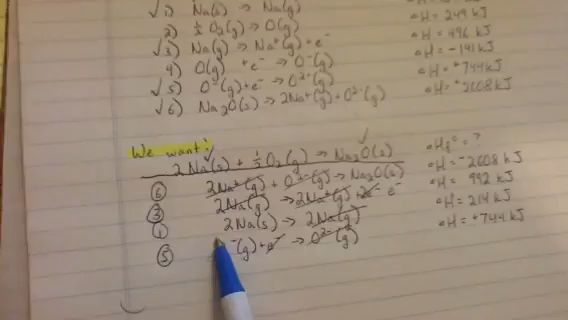 √1) Na(s) → Na(g)
2) ½ O₂(g) → O(g) ΔH = 249 kJ
√3) Na(g) → Na⁺(g) + e⁻ ΔH = 496 kJ
4) O(g) + e⁻ → O⁻(g) ΔH = -141 kJ
√5) O⁻(g) + e⁻ → O²⁻(g) ΔH = +744 kJ
√6) Na₂O(s) → 2Na⁺(g) + O²⁻(g) ΔH = +2608 kJ
We want:
2Na(s) + ½ O₂(g) → Na₂O(s) ΔHf° = ?
⑥ 2Na⁺(g) + O²⁻(g) → Na₂O(s) ΔH = -2608 kJ
③ 2Na(g) → 2Na⁺(g) + 2e⁻ e⁻ ΔH = 992 kJ
① 2Na(s) → 2Na(g) ΔH = 214 kJ
⑤ ⁻(g) + e⁻ → O²⁻(g) ΔH = +744 kJ